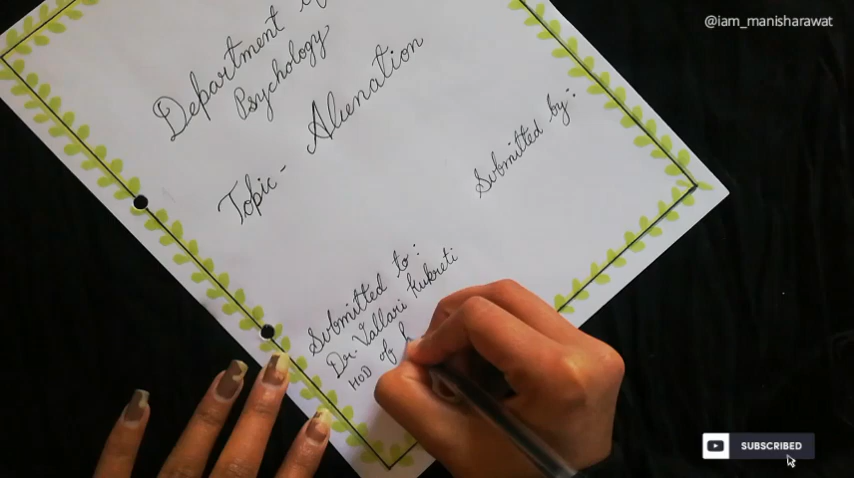 @iam_manisharawat
Department of
Psychology
Topic - Alienation
Submitted by:
Submitted to:
Dr. Vallari Kukreti
HOD of
SUBSCRIBED